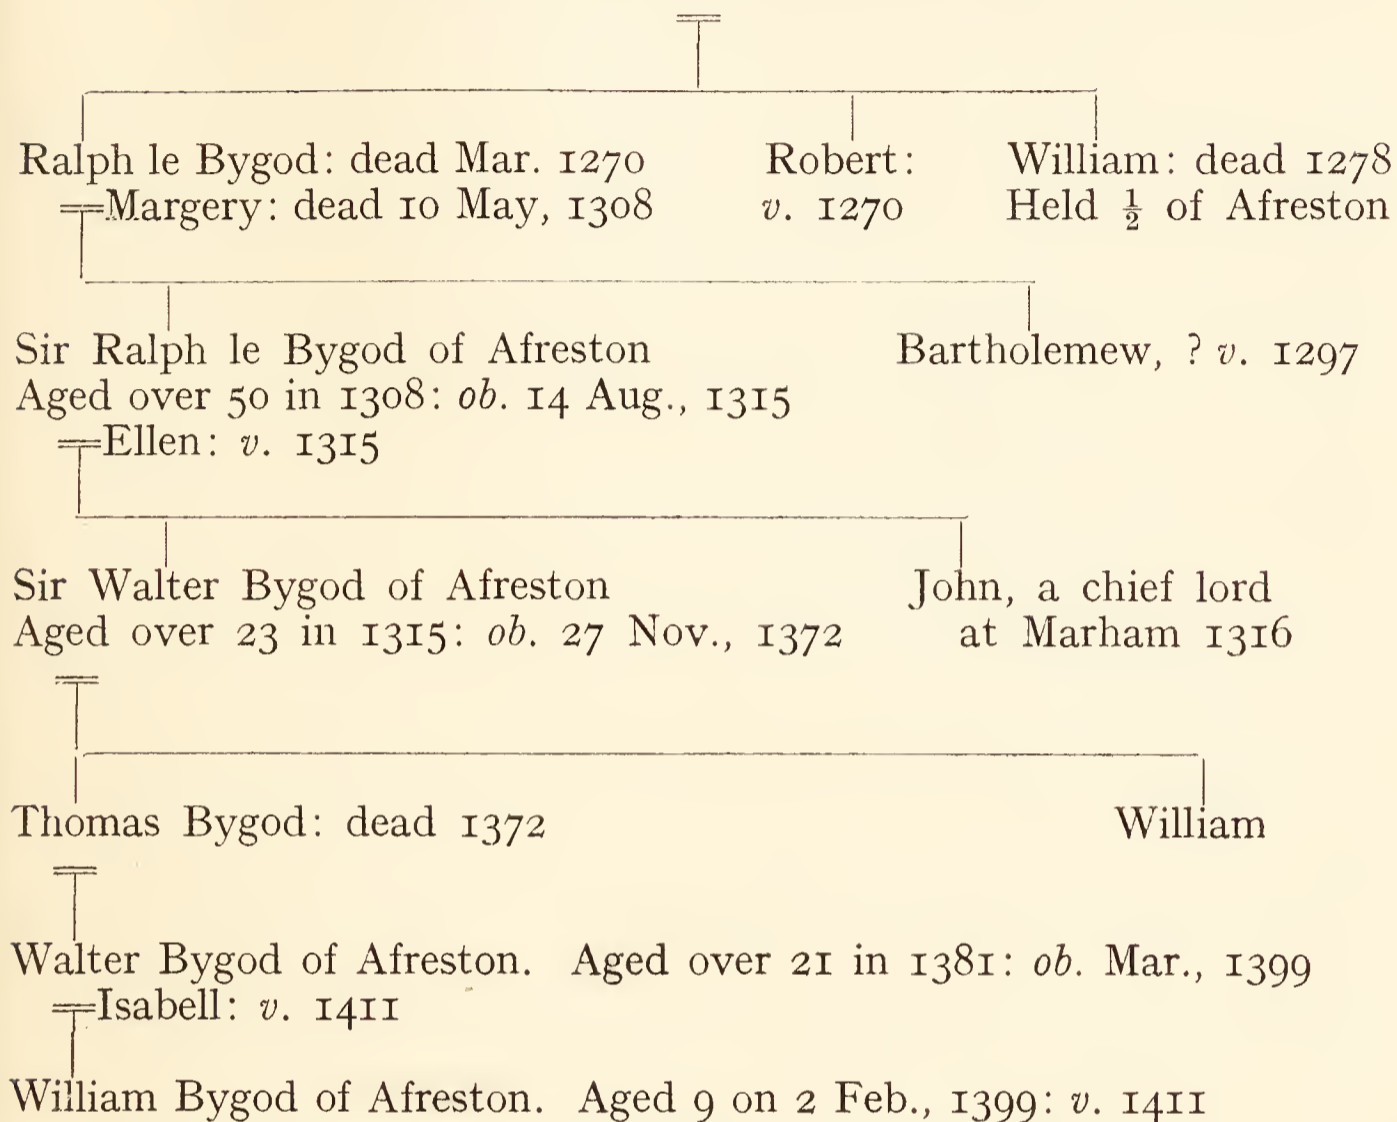 Ralph le Bygod: dead Mar. 1270
Margery: dead 10 May, 1308
Robert:
v. 1270
William: dead 1278
Held ½ of Afreston
Sir Ralph le Bygod of Afreston
Aged over 50 in 1308: ob. 14 Aug., 1315
Ellen: v. 1315
Bartholemew, ? v. 1297
Sir Walter Bygod of Afreston
Aged over 23 in 1315: ob. 27 Nov., 1372
John, a chief lord
at Marham 1316
Thomas Bygod: dead 1372
William
Walter Bygod of Afreston. Aged over 21 in 1381: ob. Mar., 1399
Isabell: v. 1411
William Bygod of Afreston. Aged 9 on 2 Feb., 1399: v. 1411